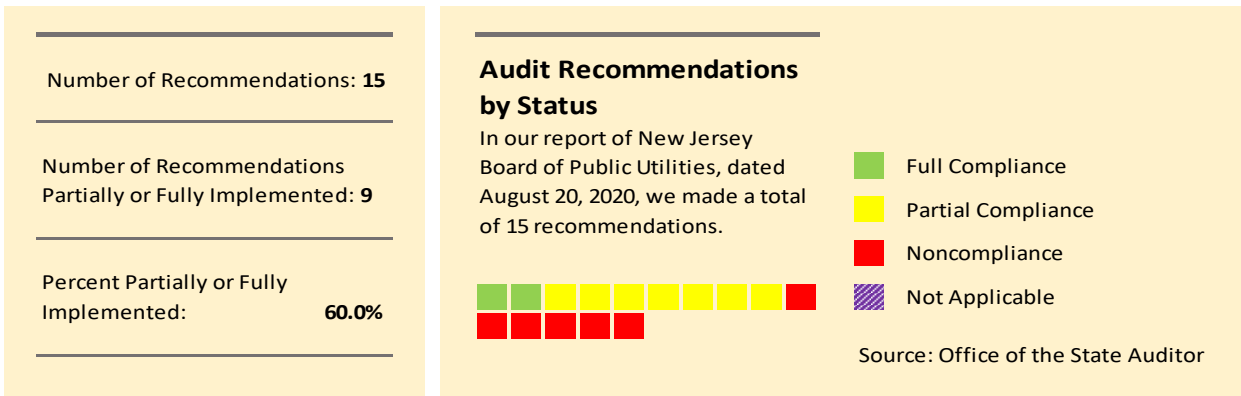 Number of Recommendations: 15
Number of Recommendations
Partially or Fully Implemented: 9
Percent Partially or Fully
Implemented: 60.0%
Audit Recommendations
by Status
In our report of New Jersey
Board of Public Utilities, dated
August 20, 2020, we made a total
of 15 recommendations.
Full Compliance
Partial Compliance
Noncompliance
Not Applicable
Source: Office of the State Auditor